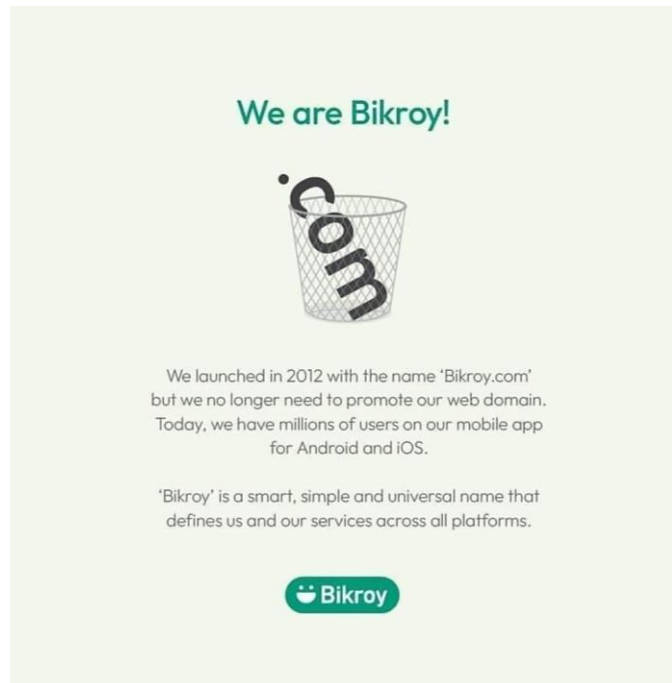 We are Bikroy!
.com
We launched in 2012 with the name ‘Bikroy.com’
but we no longer need to promote our web domain.
Today, we have millions of users on our mobile app
for Android and iOS.
‘Bikroy’ is a smart, simple and universal name that
defines us and our services across all platforms.
Bikroy